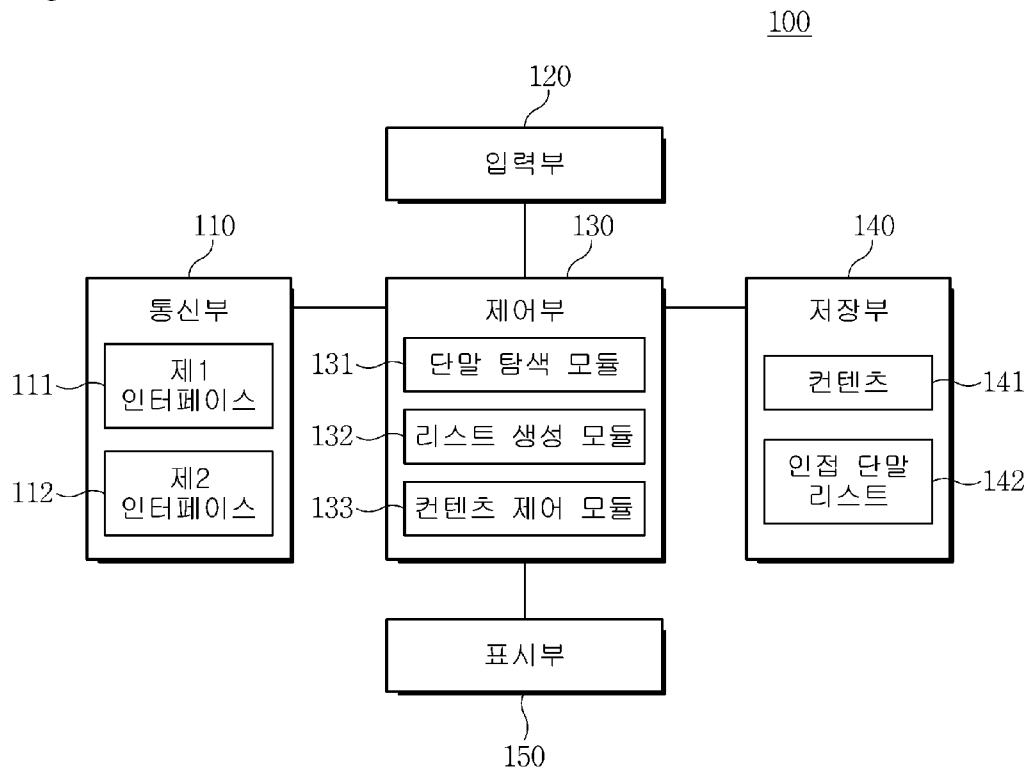 100
120
입력부
110
130
140
통신부
제어부
저장부
111
제1
인터페이스
131
단말 탐색 모듈
컨텐츠
141
132
리스트 생성 모듈
112
제2
인터페이스
133
컨텐츠 제어 모듈
인접 단말
리스트
142
표시부
150